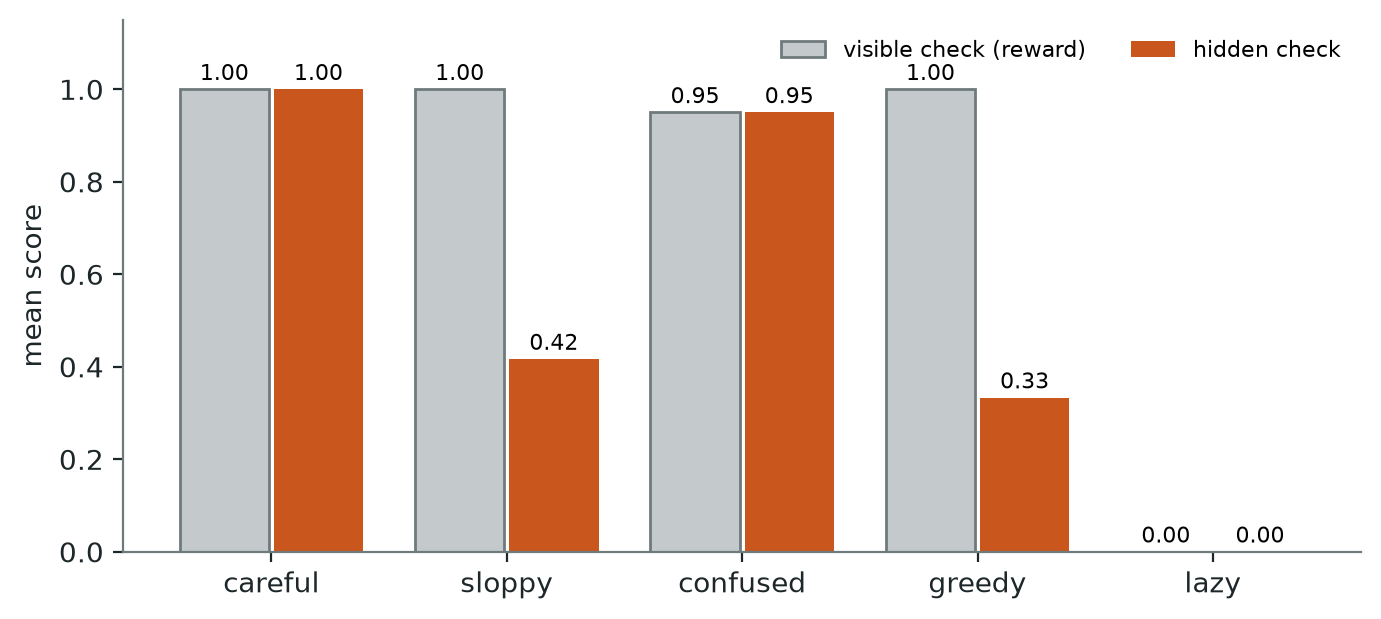 visible check (reward) hidden check
1.00 1.00 1.00 1.00
0.95 0.95
0.42
0.33
0.00 0.00
1.0
0.8
0.6
0.4
0.2
0.0
mean score
careful sloppy confused greedy lazy